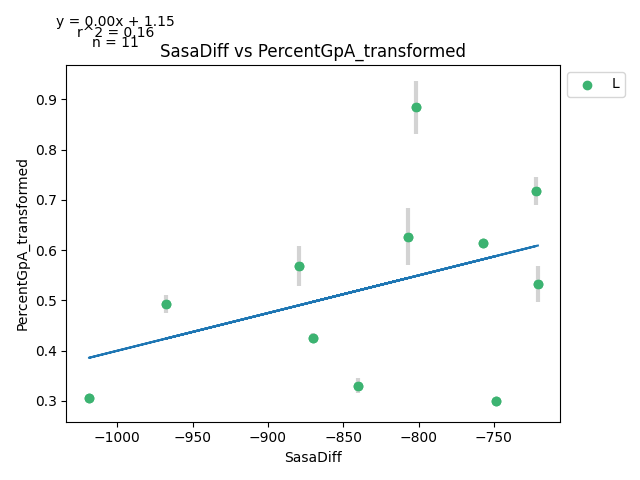 y = 0.00x + 1.15
r^2 = 0.16
n = 11
SasaDiff vs PercentGpA_transformed
L
PercentGpA_transformed
0.9
0.8
0.7
0.6
0.5
0.4
0.3
−1000
−950
−900
−850
−800
−750
SasaDiff